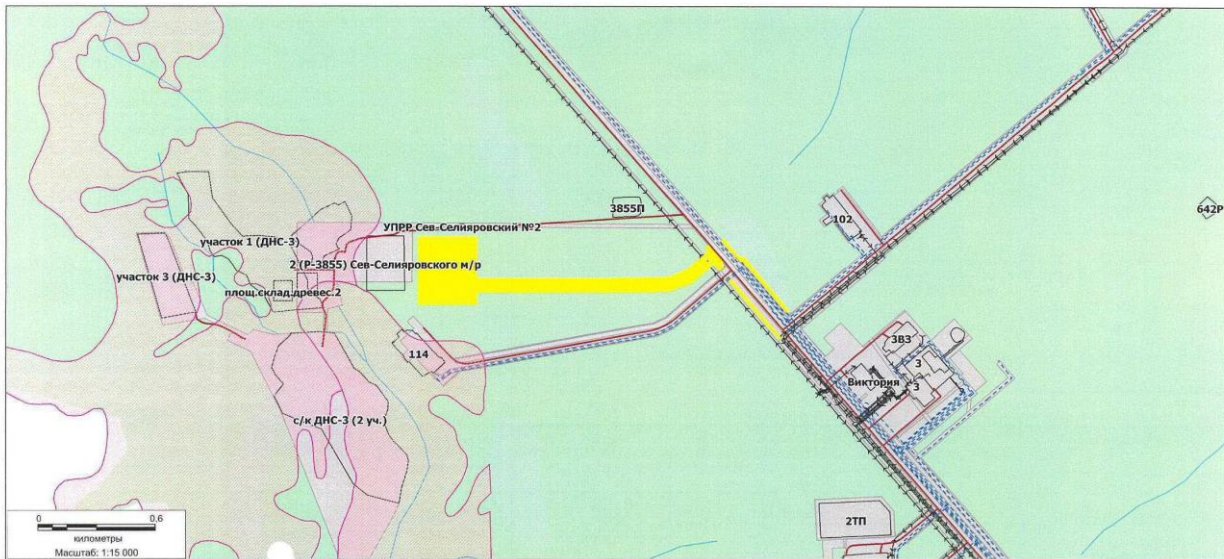 3855П
642Р
102
УПРР Сев-Селияровский №2
участок 1 (ДНС-3)
2 (Р-3855) Сев-Селияровского м/р
участок 3 (ДНС-3)
площ.склад.древес.2
3В3
114
3
Виктория
3
с/к ДНС-3 (2 уч.)
2ТП
0 0,6
километры
Масштаб: 1:15 000